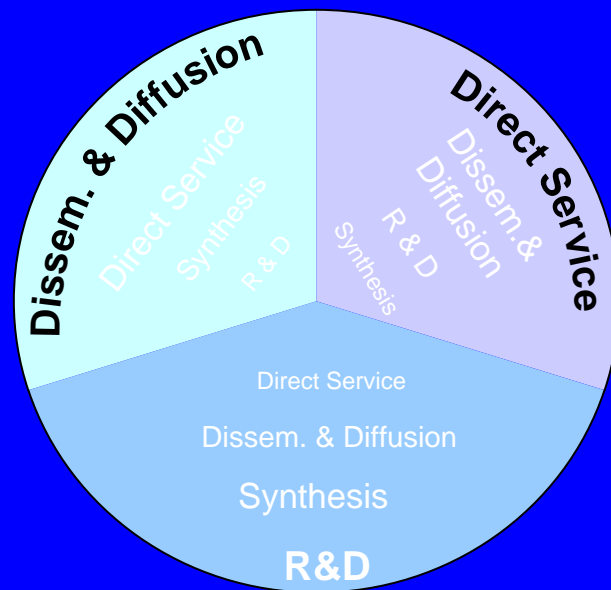 Dissem. & Diffusion
Direct Service
Synthesis
R & D
Direct Service
Dissem.&
Diffusion
R & D
Synthesis
Direct Service
Dissem. & Diffusion
Synthesis
R&D